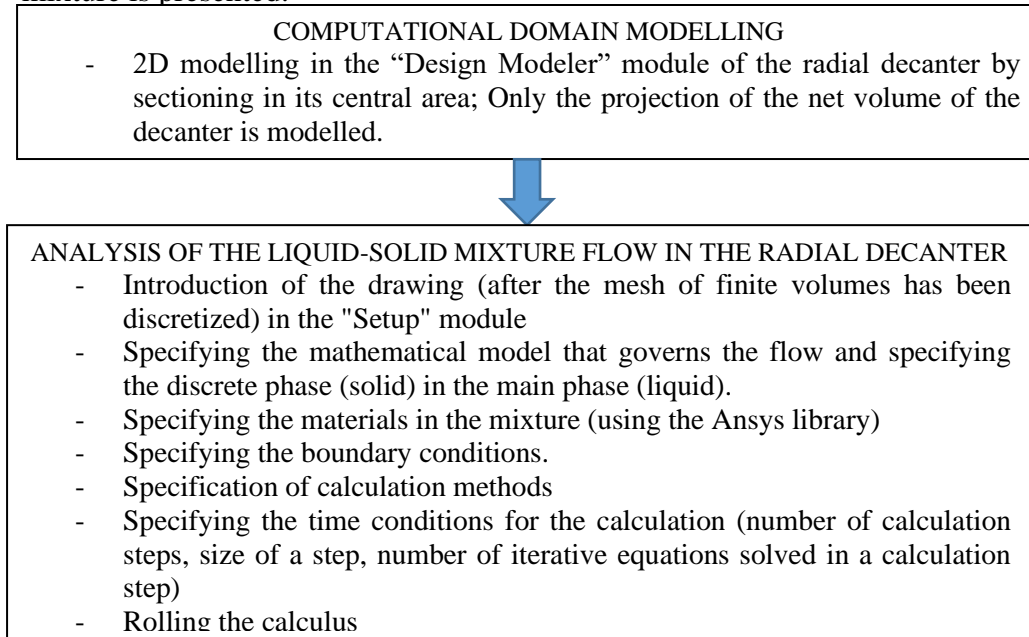 mixture is presented.
COMPUTATIONAL DOMAIN MODELLING
- 2D modelling in the “Design Modeler” module of the radial decanter by
sectioning in its central area; Only the projection of the net volume of the
decanter is modelled.
ANALYSIS OF THE LIQUID-SOLID MIXTURE FLOW IN THE RADIAL DECANTER
- Introduction of the drawing (after the mesh of finite volumes has been
discretized) in the "Setup" module
- Specifying the mathematical model that governs the flow and specifying
the discrete phase (solid) in the main phase (liquid).
- Specifying the materials in the mixture (using the Ansys library)
- Specifying the boundary conditions.
- Specification of calculation methods
- Specifying the time conditions for the calculation (number of calculation
steps, size of a step, number of iterative equations solved in a calculation
step)
- Rolling the calculus